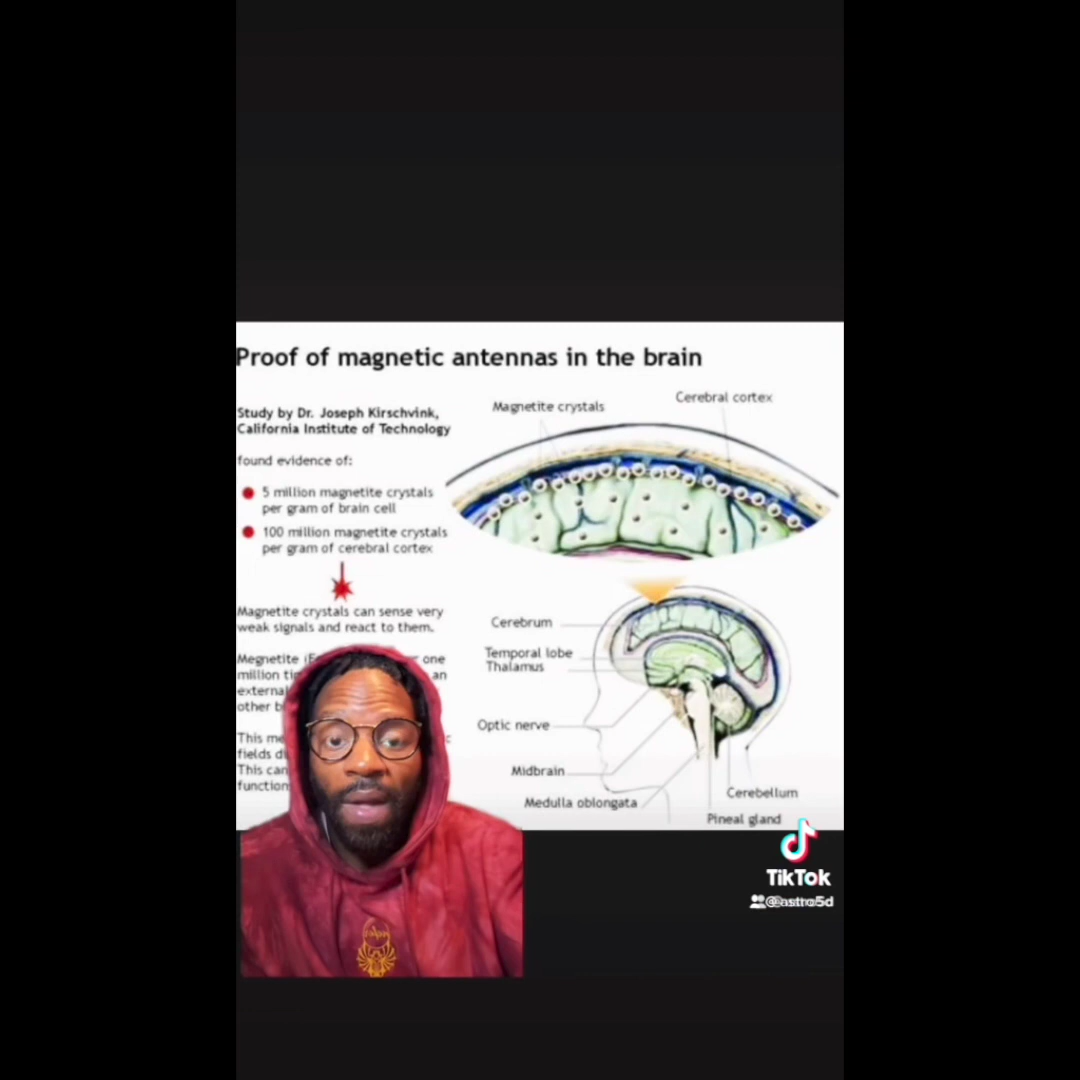 Proof of magnetic antennas in the brain
Study by Dr. Joseph Kirschvink,
California Institute of Technology
found evidence of:
5 million magnetite crystals
per gram of brain cell
100 million magnetite crystals
per gram of cerebral cortex
Magnetite crystals can sense very
weak signals and react to them.
Megnetite one
million an
external
other
This
fields
This can
function
Magnetite crystals
Cerebral cortex
Cerebrum
Temporal lobe
Thalamus
Optic nerve
Midbrain
Medulla oblongata
Cerebellum
Pineal gland
TikTok
@astro5d